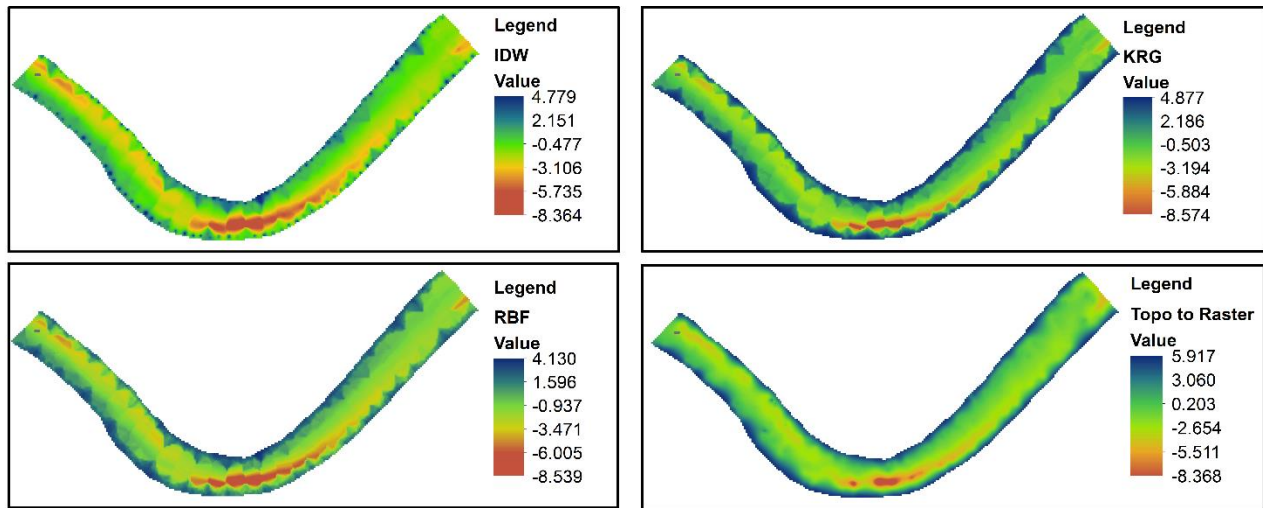 Legend
IDW
Value
4.779
2.151
-0.477
-3.106
-5.735
-8.364
Legend
KRG
Value
4.877
2.186
-0.503
-3.194
-5.884
-8.574
Legend
RBF
Value
4.130
1.596
-0.937
-3.471
-6.005
-8.539
Legend
Topo to Raster
Value
5.917
3.060
0.203
-2.654
-5.511
-8.368